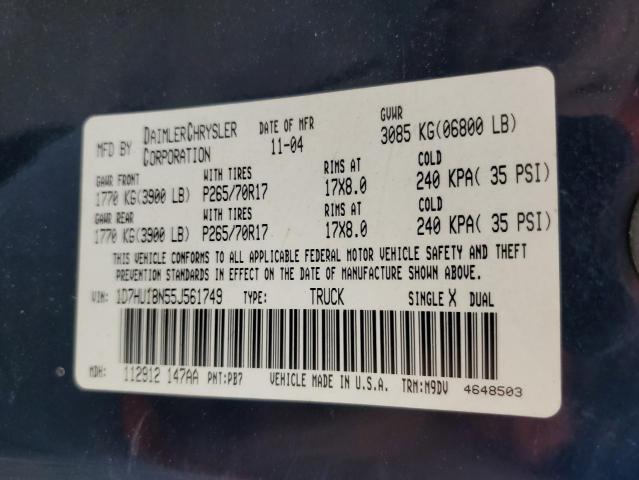 MFD BY DAIMLERCHRYSLER CORPORATION DATE OF MFR 11-04 GVWR 3085 KG(06800 LB)
GAWR FRONT WITH TIRES RIMS AT COLD
1770 KG(3900 LB) P265/70R17 17X8.0 240 KPA( 35 PSI)
GAWR REAR WITH TIRES RIMS AT COLD
1770 KG(3900 LB) P265/70R17 17X8.0 240 KPA( 35 PSI)
THIS VEHICLE CONFORMS TO ALL APPLICABLE FEDERAL MOTOR VEHICLE SAFETY AND THEFT
PREVENTION STANDARDS IN EFFECT ON THE DATE OF MANUFACTURE SHOWN ABOVE.
VIN: 1D7HU18N55J561749 TYPE: TRUCK SINGLE X DUAL
MDH: 112912 147AA PNT:PB7 VEHICLE MADE IN U.S.A. TRM:M9DV 4648503